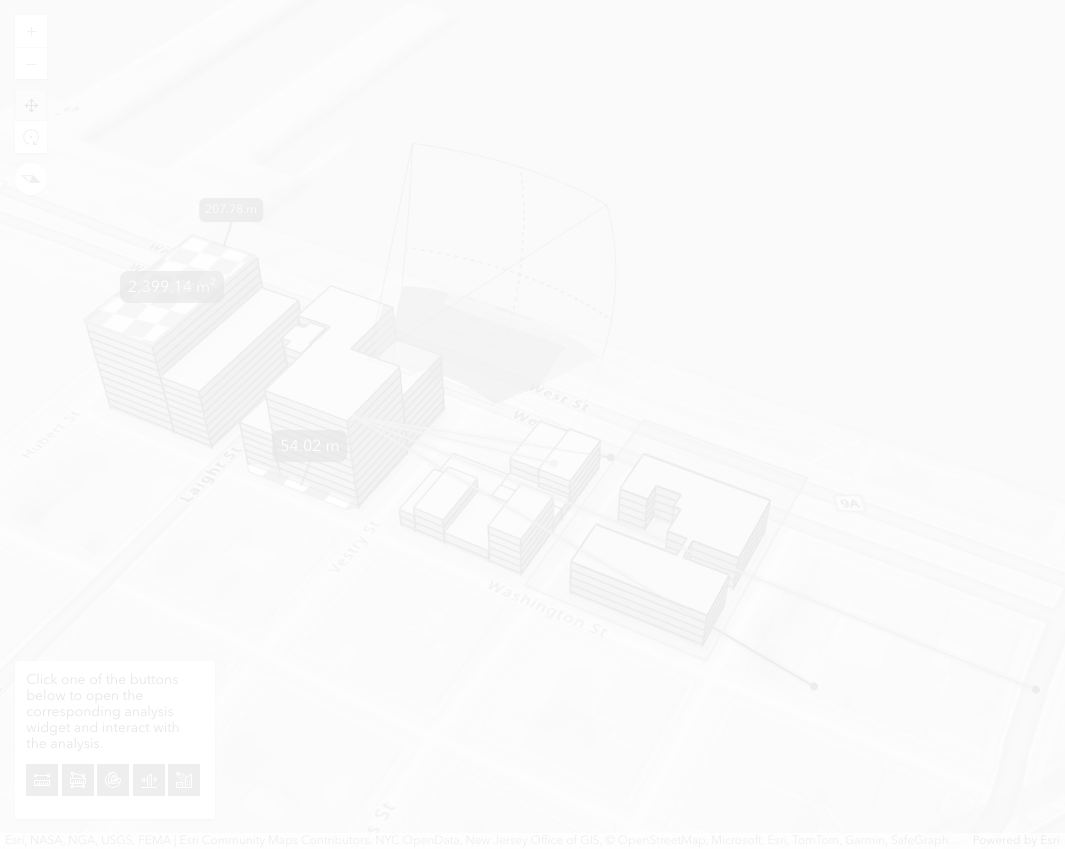 +
−
207.78 m
2,399.14 m²
West St
54.02 m
9A
Hubert St
Laight St
Vestry St
Washington St
Click one of the buttons
below to open the
corresponding analysis
widget and interact with
the analysis.
s St
Esri, NASA, NGA, USGS, FEMA | Esri Community Maps Contributors, NYC OpenData, New Jersey Office of GIS, © OpenStreetMap, Microsoft, Esri, TomTom, Garmin, SafeGraph...
Powered by Esri